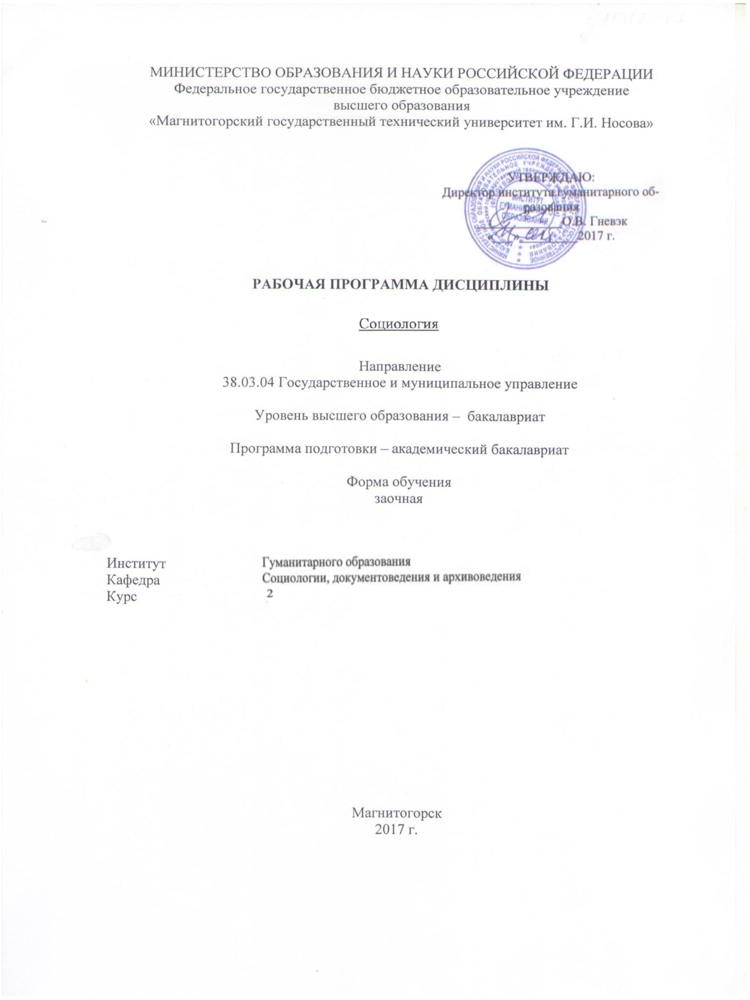 МИНИСТЕРСТВО ОБРАЗОВАНИЯ И НАУКИ РОССИЙСКОЙ ФЕДЕРАЦИИ
Федеральное государственное бюджетное образовательное учреждение
высшего образования
«Магнитогорский государственный технический университет им. Г.И. Носова»
УТВЕРЖДАЮ:
Директор института гуманитарного об-
разования
О.В. Гневэк
2017 г.
ИНСТИТУТ
ГУМАНИТАРНОГО
ОБРАЗОВАНИЯ
РАБОЧАЯ ПРОГРАММА ДИСЦИПЛИНЫ
Социология
Направление
38.03.04 Государственное и муниципальное управление
Уровень высшего образования – бакалавриат
Программа подготовки – академический бакалавриат
Форма обучения
заочная
Институт Гуманитарного образования
Кафедра Социологии, документоведения и архивоведения
Курс 2
Магнитогорск
2017 г.